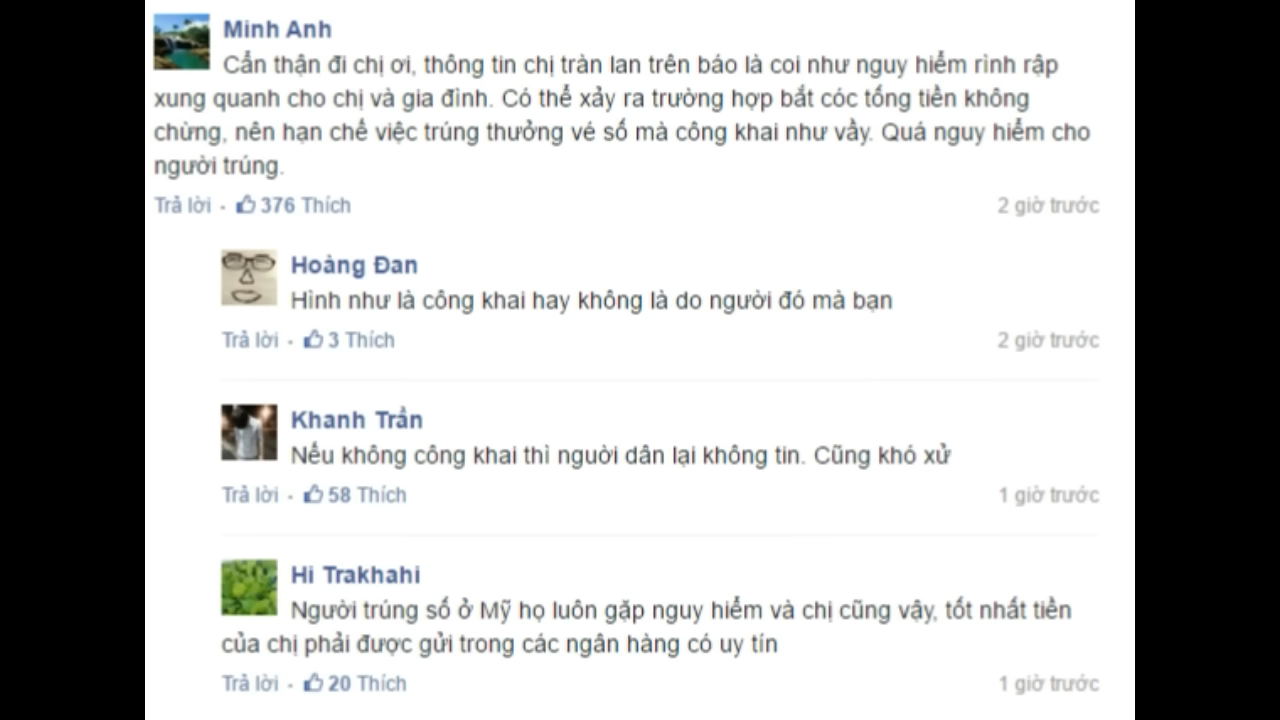 Minh Anh
Cẩn thận đi chị ơi, thông tin chị tràn lan trên báo là coi như nguy hiểm rình rập
xung quanh cho chị và gia đình. Có thể xảy ra trường hợp bắt cóc tống tiền không
chừng, nên hạn chế việc trúng thưởng vé số mà công khai như vầy. Quá nguy hiểm cho
người trúng.
Trả lời · 376 Thích 2 giờ trước
Hoàng Đan
Hình như là công khai hay không là do người đó mà bạn
Trả lời · 3 Thích 2 giờ trước
Khanh Trần
Nếu không công khai thì nguời dân lại không tin. Cũng khó xử
Trả lời · 58 Thích 1 giờ trước
Hi Trakhahi
Người trúng số ở Mỹ họ luôn gặp nguy hiểm và chị cũng vậy, tốt nhất tiền
của chị phải được gửi trong các ngân hàng có uy tín
Trả lời · 20 Thích 1 giờ trước